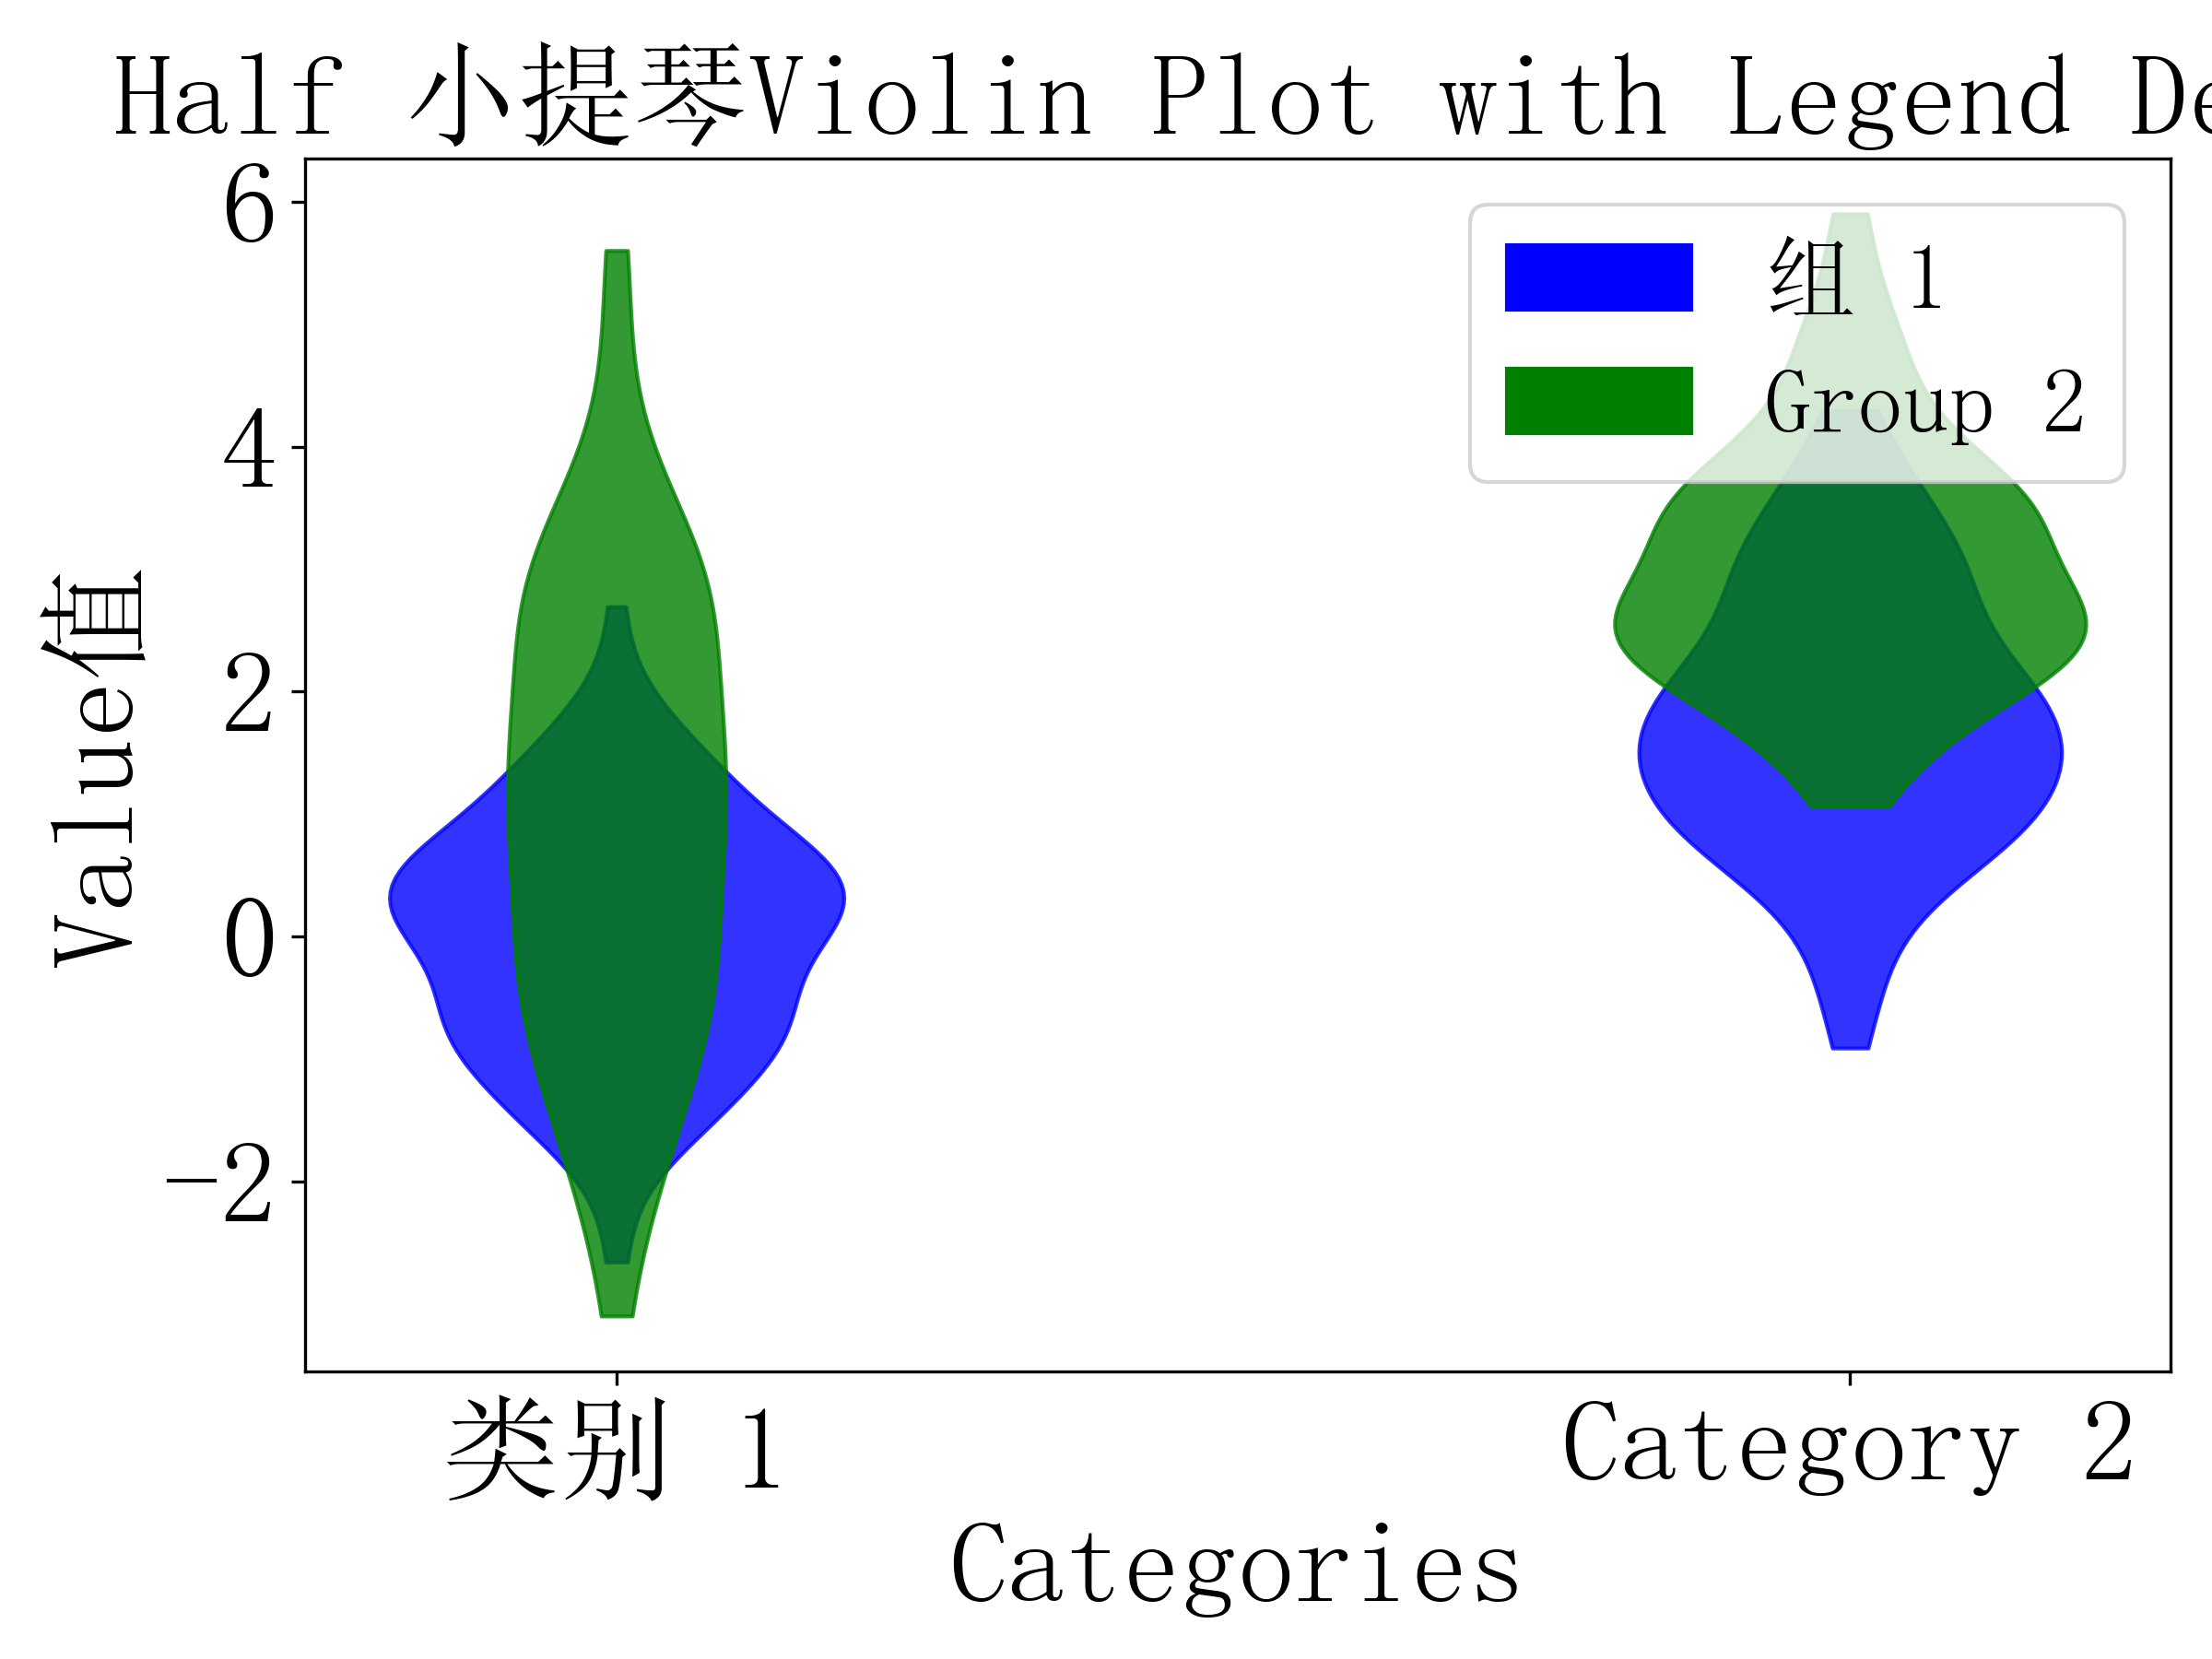 Half 小提琴Violin Plot with Legend
6
4
2
0
−2
Value值
组 1
Group 2
类别 1
Category 2
Categories